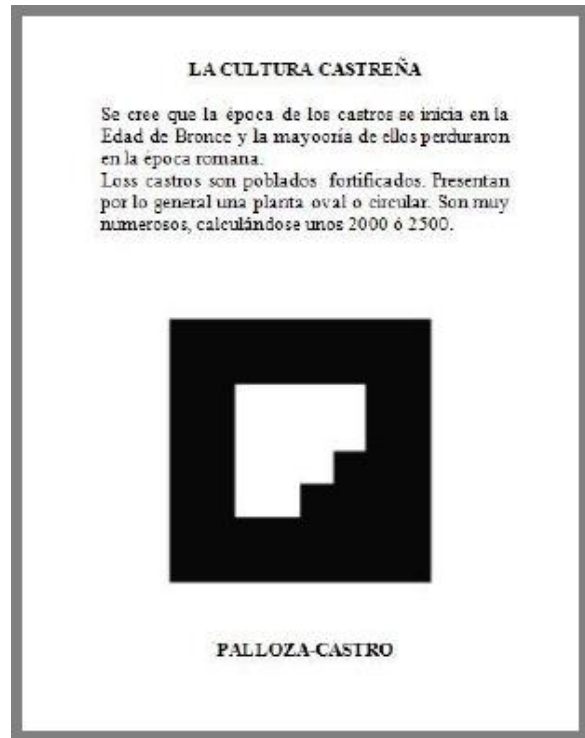 LA CULTURA CASTREÑA
Se cree que la época de los castros se inicia en la
Edad de Bronce y la mayooría de ellos perduraron
en la época romana.
Loss castros son poblados fortificados. Presentan
por lo general una planta oval o circular. Son muy
numerosos, calculándose unos 2000 ó 2500.
PALLOZA-CASTRO